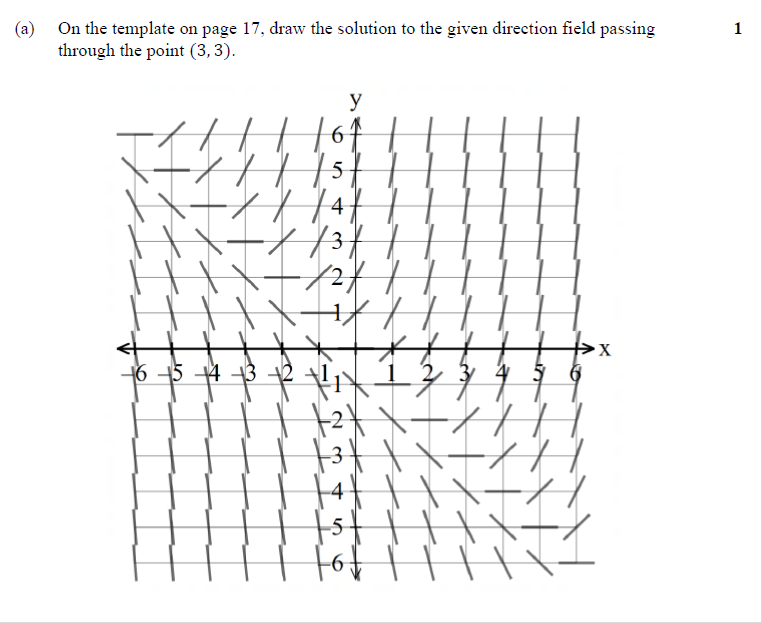 (a) On the template on page 17, draw the solution to the given direction field passing 1
through the point (3, 3).
y
6
5
4
3
2
1
x
-6 -5 -4 -3 -2 -1 1 2 3 4 5 6
-1
-2
-3
-4
-5
-6